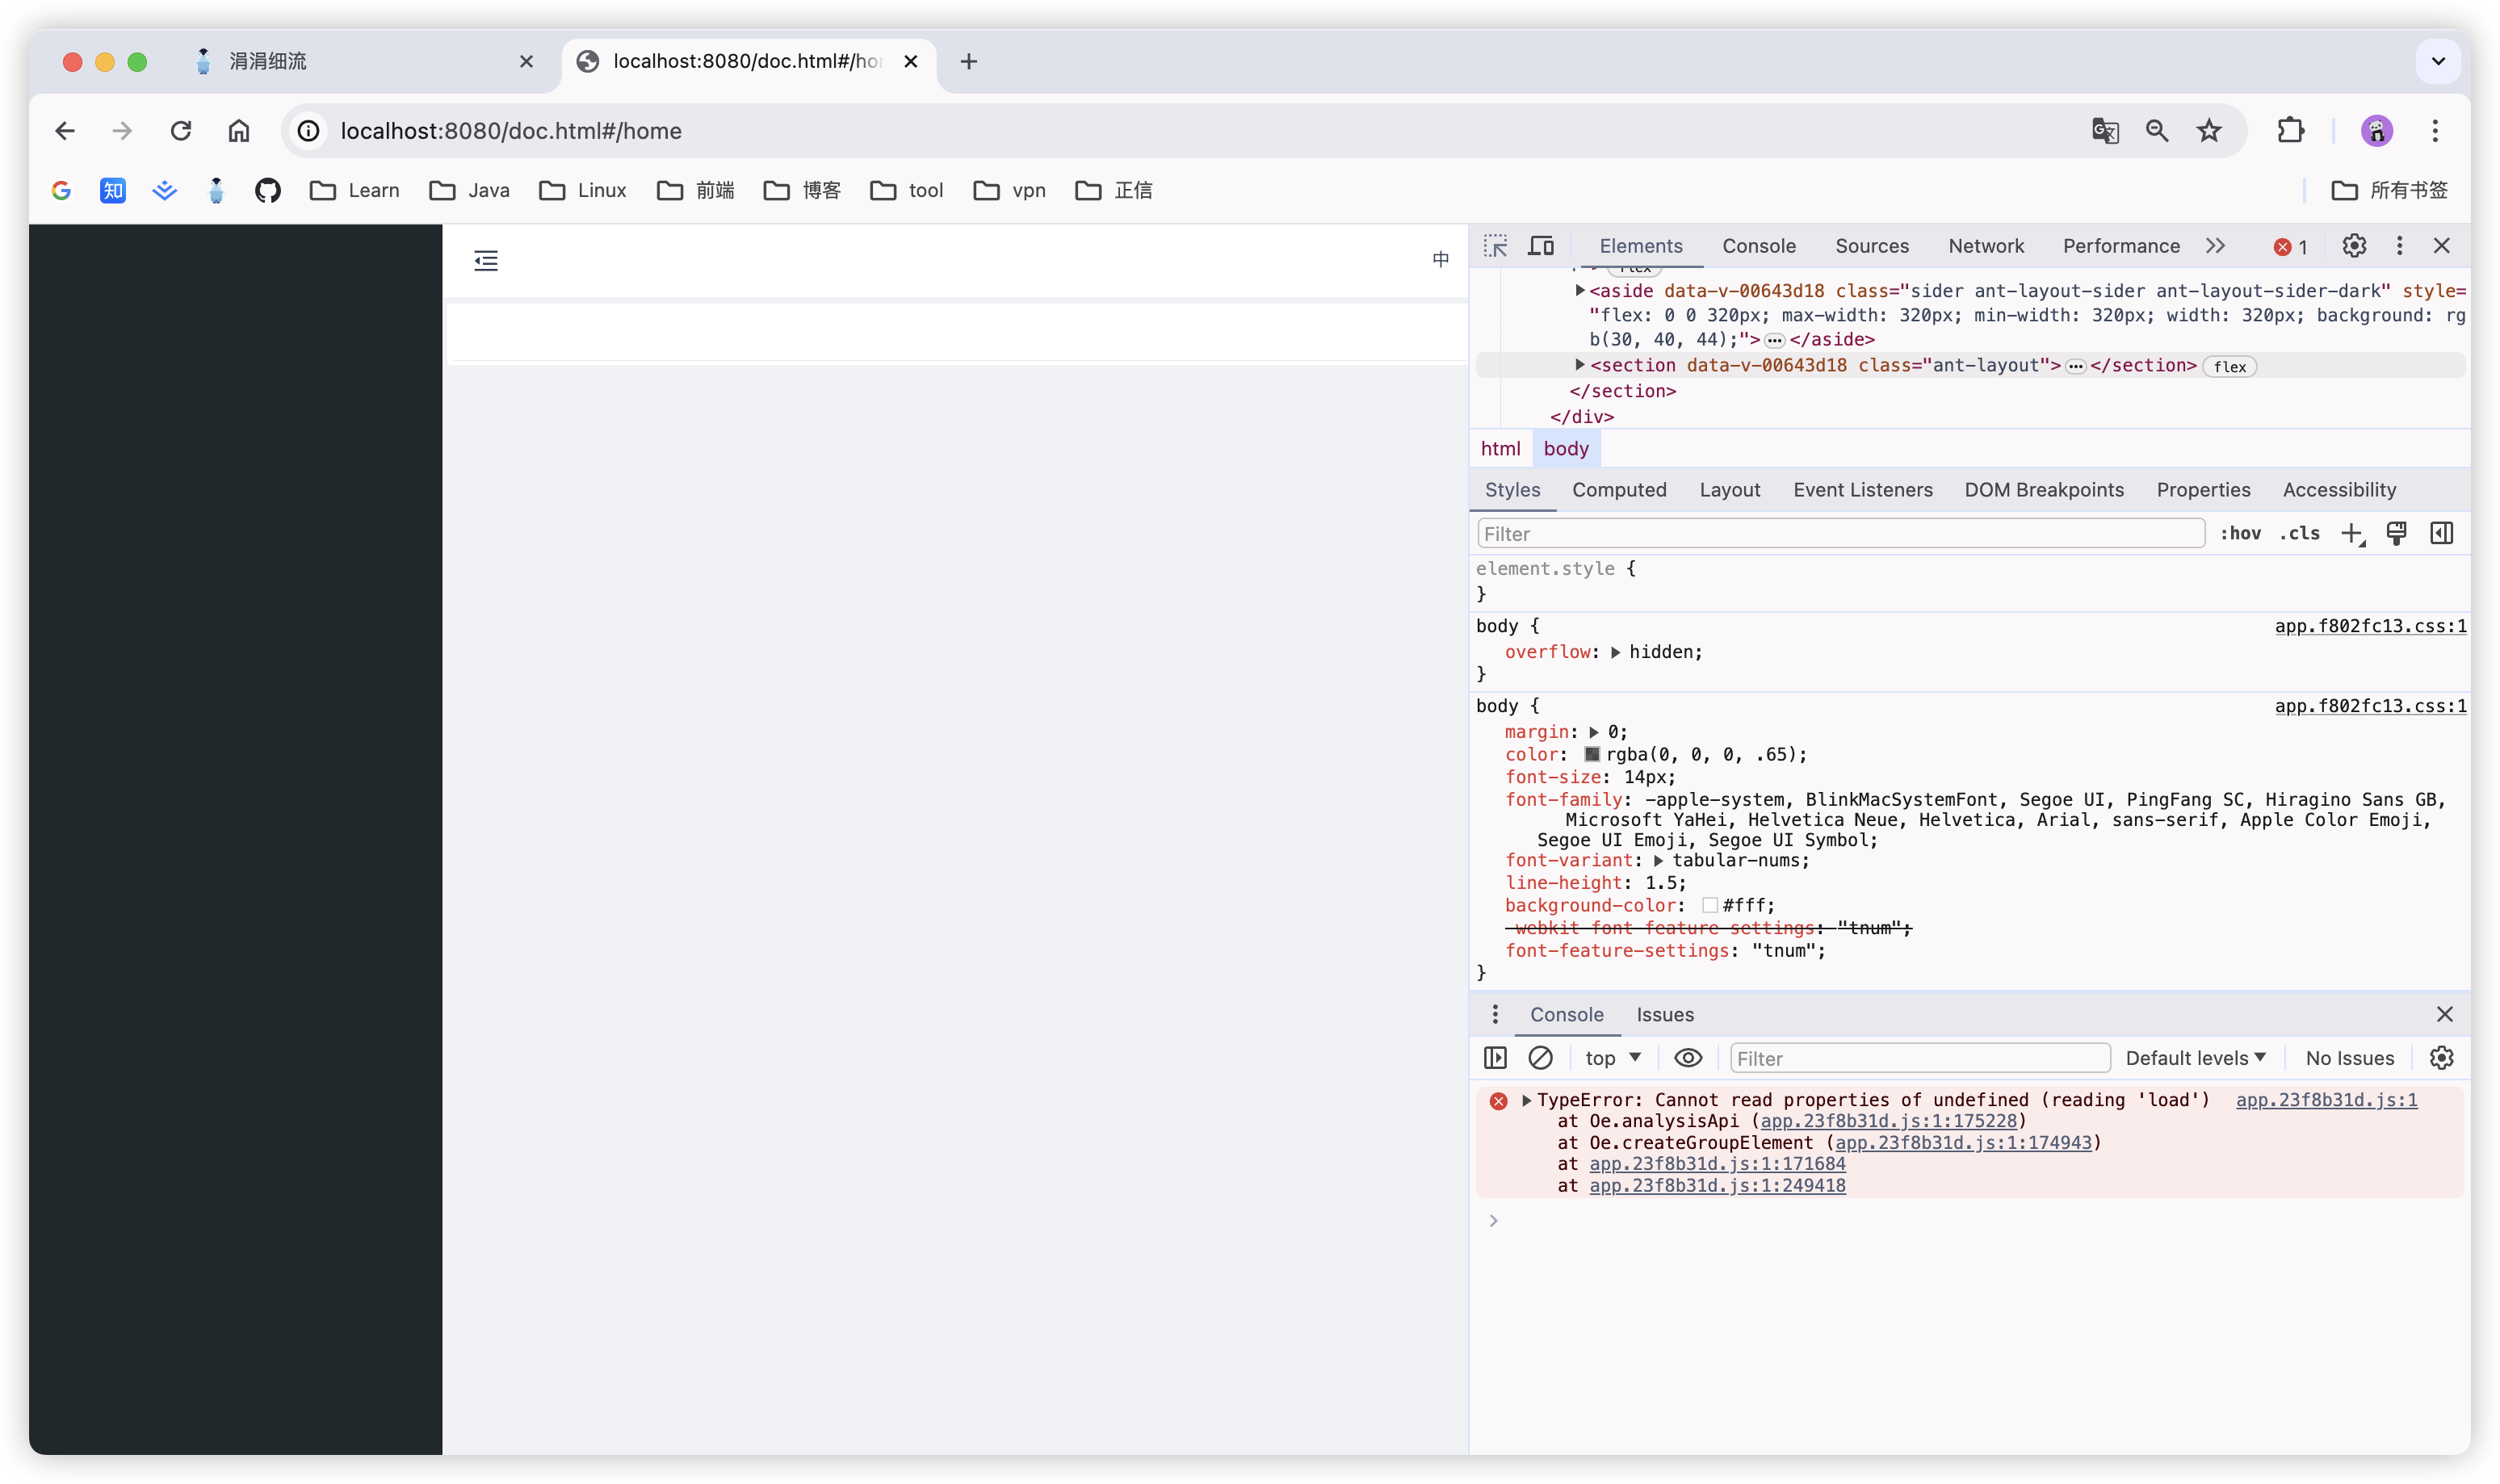 涓涓细流
localhost:8080/doc.html#/hor
localhost:8080/doc.html#/home
Learn Java Linux 前端 博客 tool vpn 正信 所有书签
中
Elements Console Sources Network Performance 1
flex
<aside data-v-00643d18 class="sider ant-layout-sider ant-layout-sider-dark" style=
"flex: 0 0 320px; max-width: 320px; min-width: 320px; width: 320px; background: rg
b(30, 40, 44);"> </aside>
<section data-v-00643d18 class="ant-layout"> </section> flex
</section>
</div>
html body
Styles Computed Layout Event Listeners DOM Breakpoints Properties Accessibility
Filter :hov .cls
element.style {
}
body { app.f802fc13.css:1
overflow: hidden;
}
body { app.f802fc13.css:1
margin: 0;
color: rgba(0, 0, 0, .65);
font-size: 14px;
font-family: -apple-system, BlinkMacSystemFont, Segoe UI, PingFang SC, Hiragino Sans GB,
Microsoft YaHei, Helvetica Neue, Helvetica, Arial, sans-serif, Apple Color Emoji,
Segoe UI Emoji, Segoe UI Symbol;
font-variant: tabular-nums;
line-height: 1.5;
background-color: #fff;
-webkit-font-feature-settings: "tnum";
font-feature-settings: "tnum";
}
Console Issues
top Filter Default levels No Issues
TypeError: Cannot read properties of undefined (reading 'load') app.23f8b31d.js:1
at Oe.analysisApi (app.23f8b31d.js:1:175228)
at Oe.createGroupElement (app.23f8b31d.js:1:174943)
at app.23f8b31d.js:1:171684
at app.23f8b31d.js:1:249418